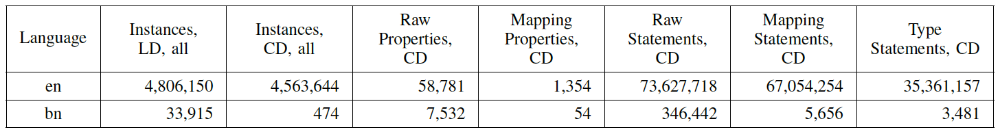 Language | Instances, LD, all | Instances, CD, all | Raw Properties, CD | Mapping Properties, CD | Raw Statements, CD | Mapping Statements, CD | Type Statements, CD
en | 4,806,150 | 4,563,644 | 58,781 | 1,354 | 73,627,718 | 67,054,254 | 35,361,157
bn | 33,915 | 474 | 7,532 | 54 | 346,442 | 5,656 | 3,481